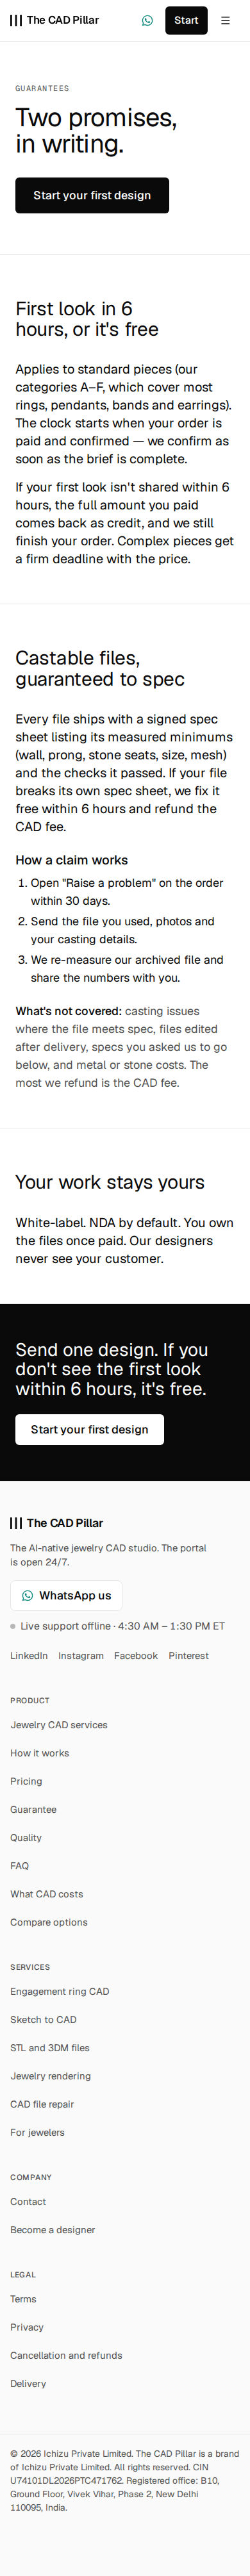 The CAD Pillar
Start
GUARANTEES
Two promises,
in writing.
Start your first design
First look in 6
hours, or it's free
Applies to standard pieces (our
categories A–F, which cover most
rings, pendants, bands and earrings).
The clock starts when your order is
paid and confirmed — we confirm as
soon as the brief is complete.
If your first look isn't shared within 6
hours, the full amount you paid
comes back as credit, and we still
finish your order. Complex pieces get
a firm deadline with the price.
Castable files,
guaranteed to spec
Every file ships with a signed spec
sheet listing its measured minimums
(wall, prong, stone seats, size, mesh)
and the checks it passed. If your file
breaks its own spec sheet, we fix it
free within 6 hours and refund the
CAD fee.
How a claim works
1. Open "Raise a problem" on the order
within 30 days.
2. Send the file you used, photos and
your casting details.
3. We re-measure our archived file and
share the numbers with you.
What's not covered: casting issues
where the file meets spec, files edited
after delivery, specs you asked us to go
below, and metal or stone costs. The
most we refund is the CAD fee.
Your work stays yours
White-label. NDA by default. You own
the files once paid. Our designers
never see your customer.
Send one design. If you
don't see the first look
within 6 hours, it's free.
Start your first design
The CAD Pillar
The AI-native jewelry CAD studio. The portal
is open 24/7.
WhatsApp us
Live support offline · 4:30 AM – 1:30 PM ET
LinkedIn Instagram Facebook Pinterest
PRODUCT
Jewelry CAD services
How it works
Pricing
Guarantee
Quality
FAQ
What CAD costs
Compare options
SERVICES
Engagement ring CAD
Sketch to CAD
STL and 3DM files
Jewelry rendering
CAD file repair
For jewelers
COMPANY
Contact
Become a designer
LEGAL
Terms
Privacy
Cancellation and refunds
Delivery
© 2026 Ichizu Private Limited. The CAD Pillar is a brand
of Ichizu Private Limited. All rights reserved. CIN
U74101DL2026PTC471762. Registered office: B10,
Ground Floor, Vivek Vihar, Phase 2, New Delhi
110095, India.